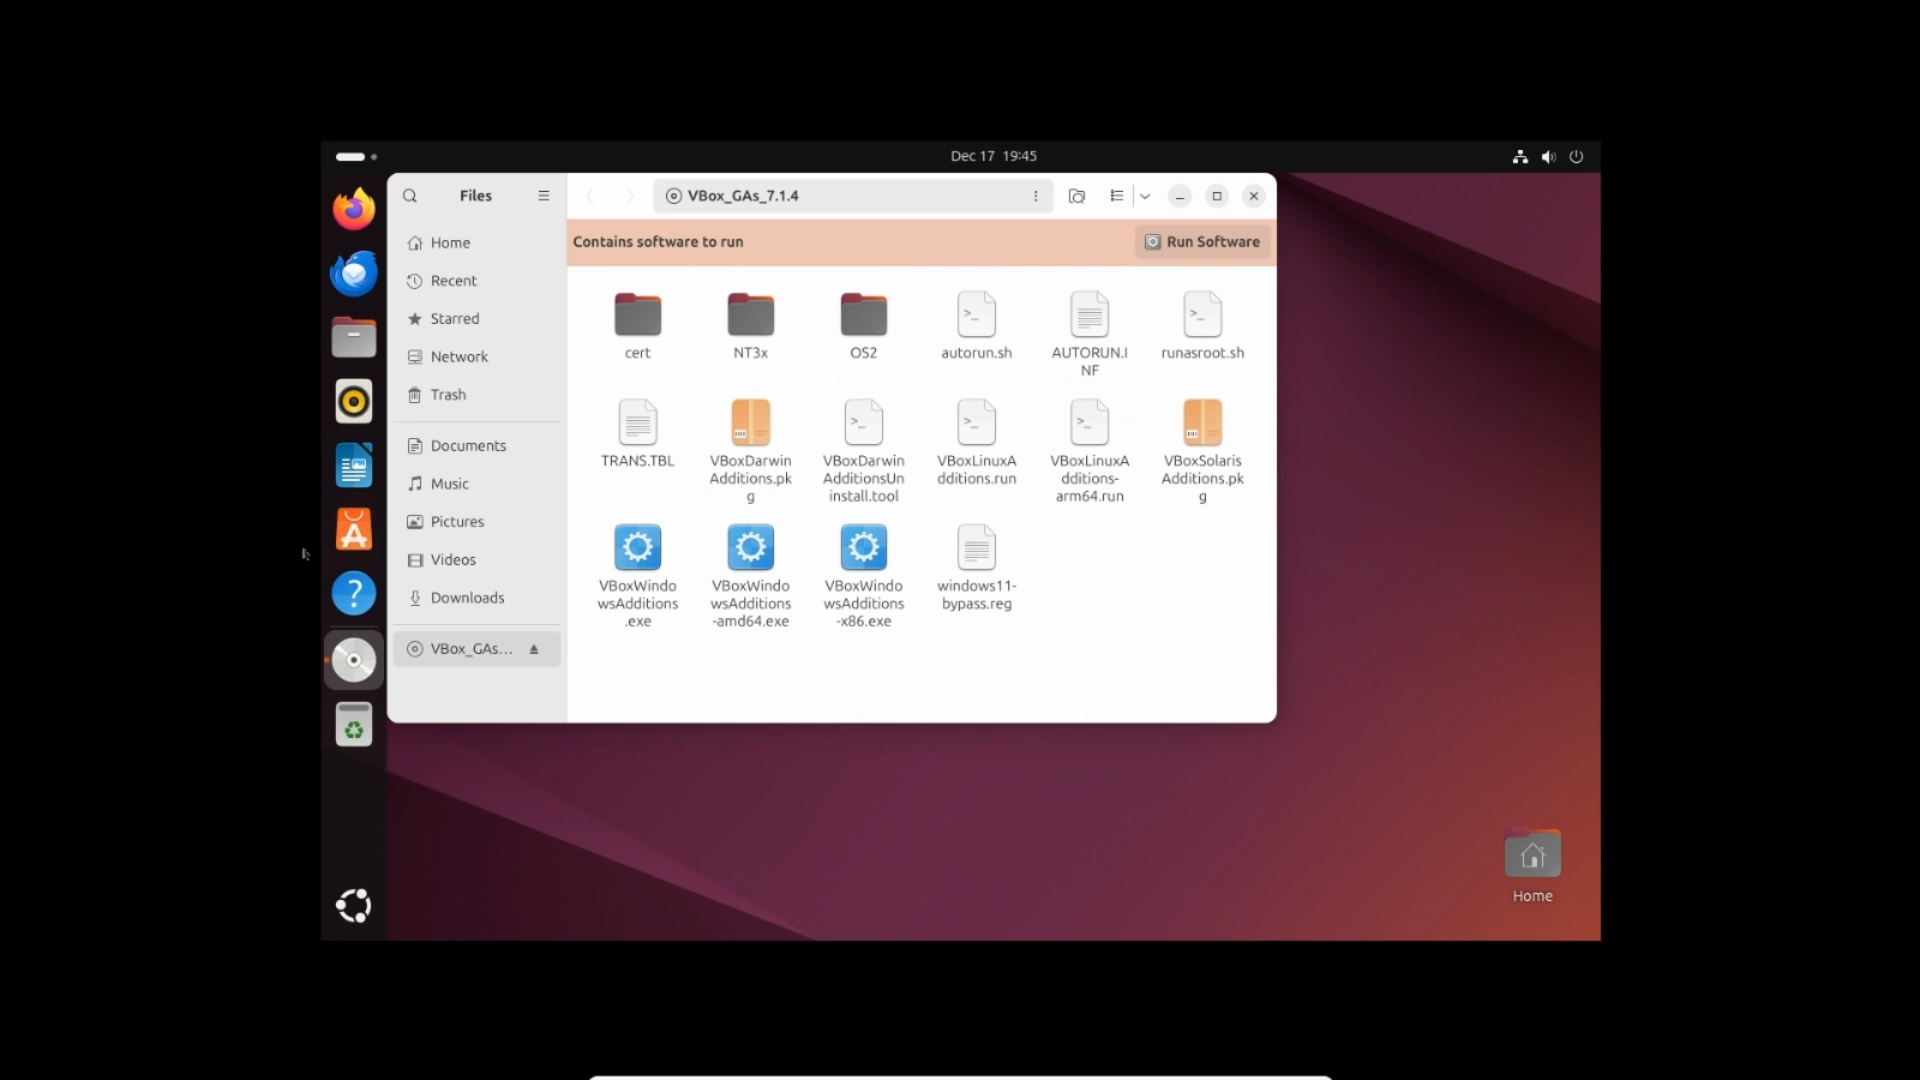 Dec 17 19:45
Files
VBox_GAs_7.1.4
Contains software to run
Run Software
Home
Recent
Starred
Network
Trash
Documents
Music
Pictures
Videos
Downloads
VBox_GAs...
cert
NT3x
OS2
autorun.sh
AUTORUN.I
NF
runasroot.sh
TRANS.TBL
VBoxDarwin
Additions.pk
g
VBoxDarwin
AdditionsUn
install.tool
VBoxLinuxA
dditions.run
VBoxLinuxA
dditions-
arm64.run
VBoxSolaris
Additions.pk
g
VBoxWindo
wsAdditions
.exe
VBoxWindo
wsAdditions
-amd64.exe
VBoxWindo
wsAdditions
-x86.exe
windows11-
bypass.reg
Home